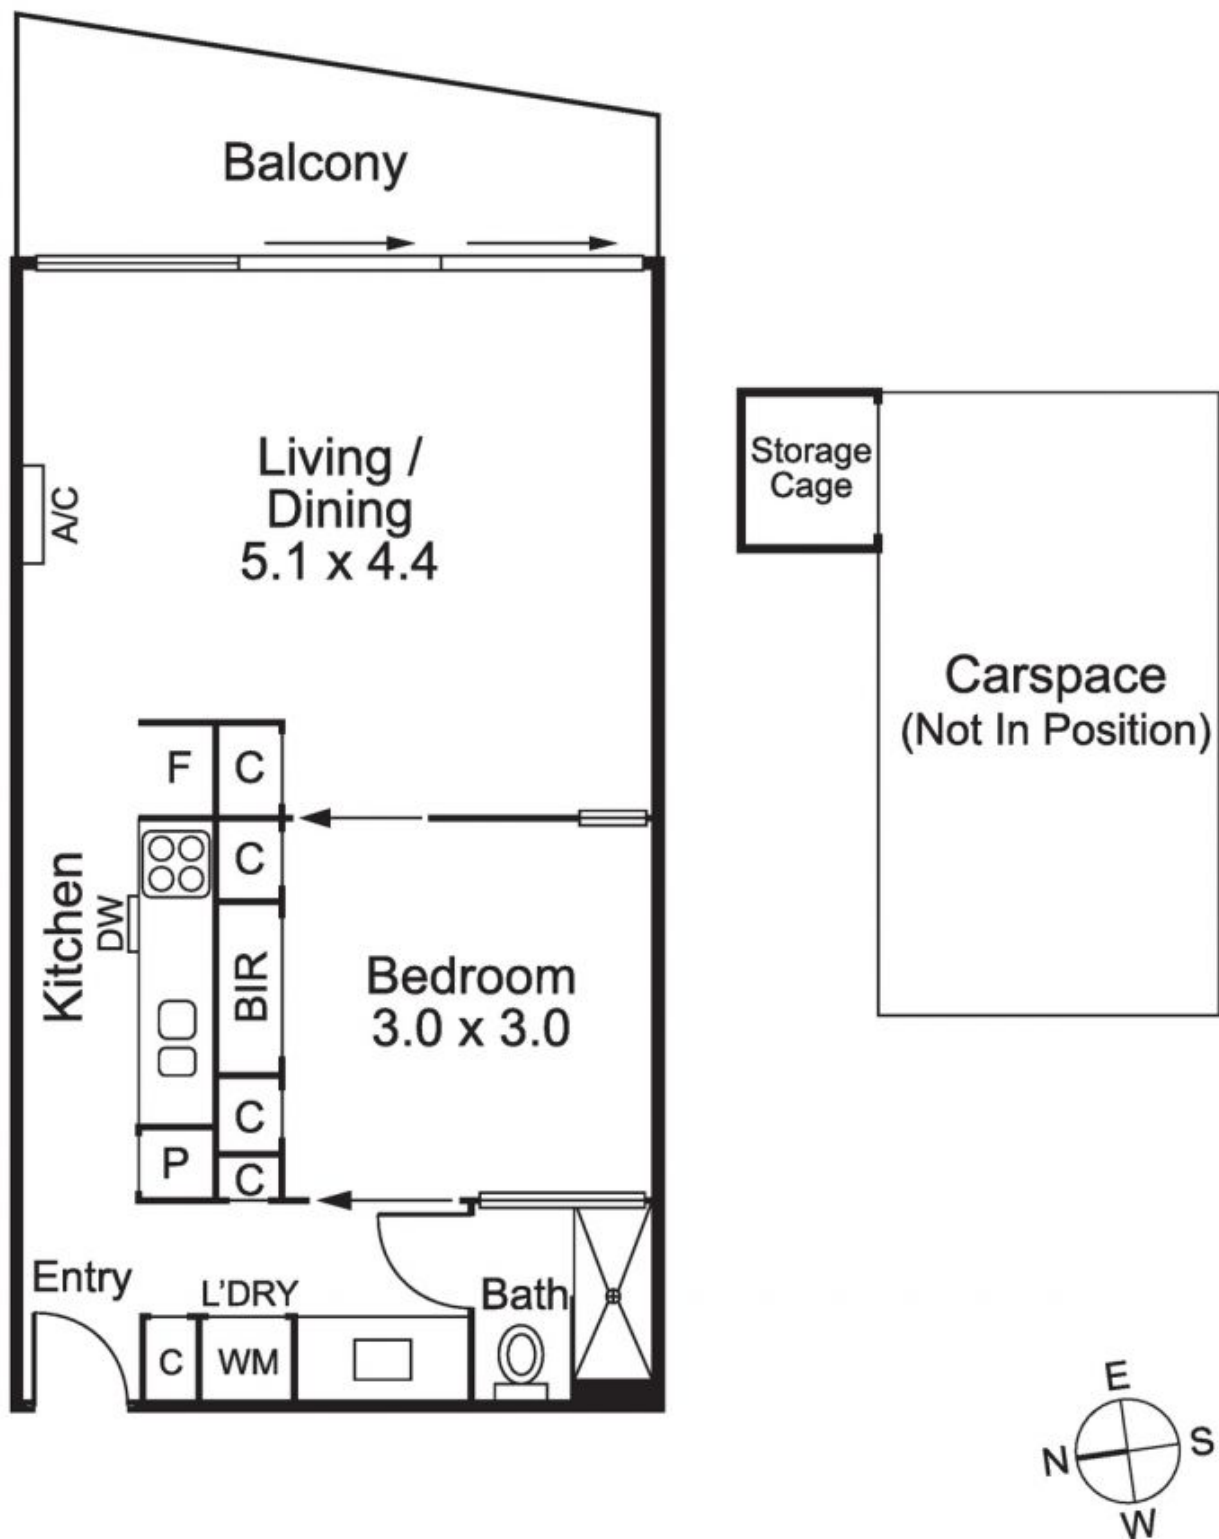 Balcony
Living /
Dining
5.1 x 4.4
A/C
Storage
Cage
Carspace
(Not In Position)
F
C
C
Kitchen
DW
BIR
Bedroom
3.0 x 3.0
C
P
C
Entry
L'DRY
Bath
C
WM
E
N
S
W